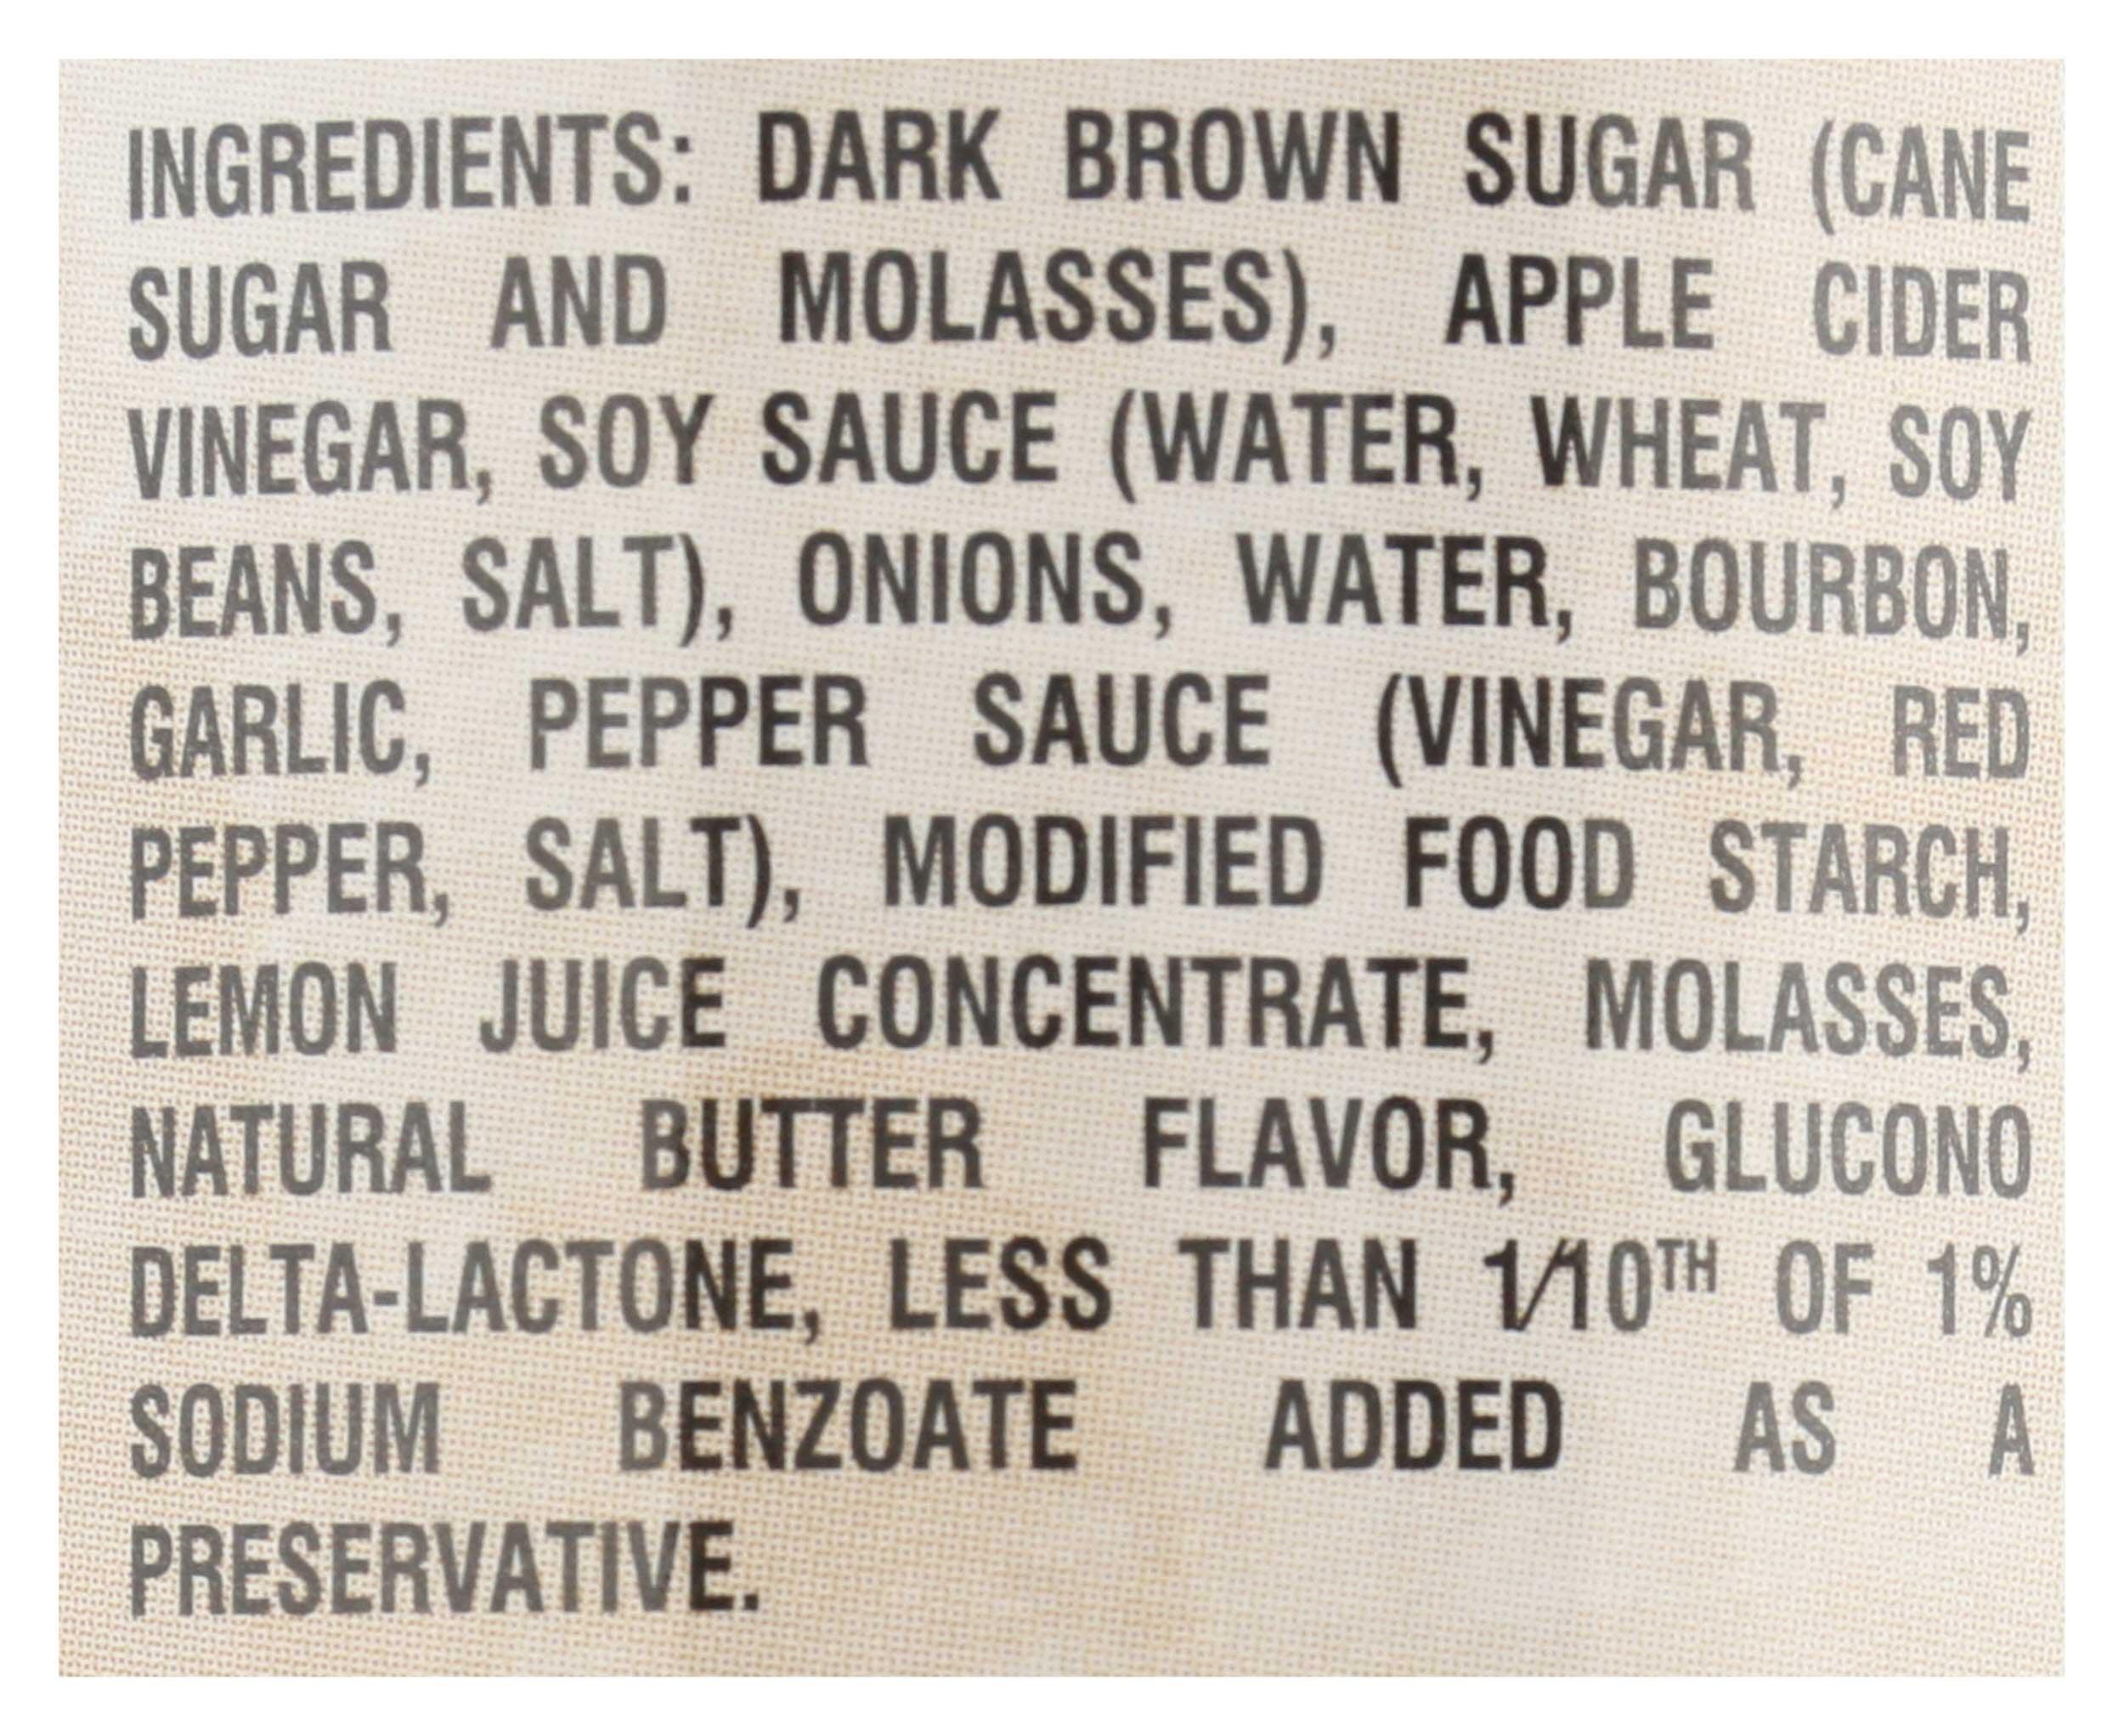 INGREDIENTS: DARK BROWN SUGAR (CANE
SUGAR AND MOLASSES), APPLE CIDER
VINEGAR, SOY SAUCE (WATER, WHEAT, SOY
BEANS, SALT), ONIONS, WATER, BOURBON,
GARLIC, PEPPER SAUCE (VINEGAR, RED
PEPPER, SALT), MODIFIED FOOD STARCH,
LEMON JUICE CONCENTRATE, MOLASSES,
NATURAL BUTTER FLAVOR, GLUCONO
DELTA-LACTONE, LESS THAN 1/10TH OF 1%
SODIUM BENZOATE ADDED AS A
PRESERVATIVE.